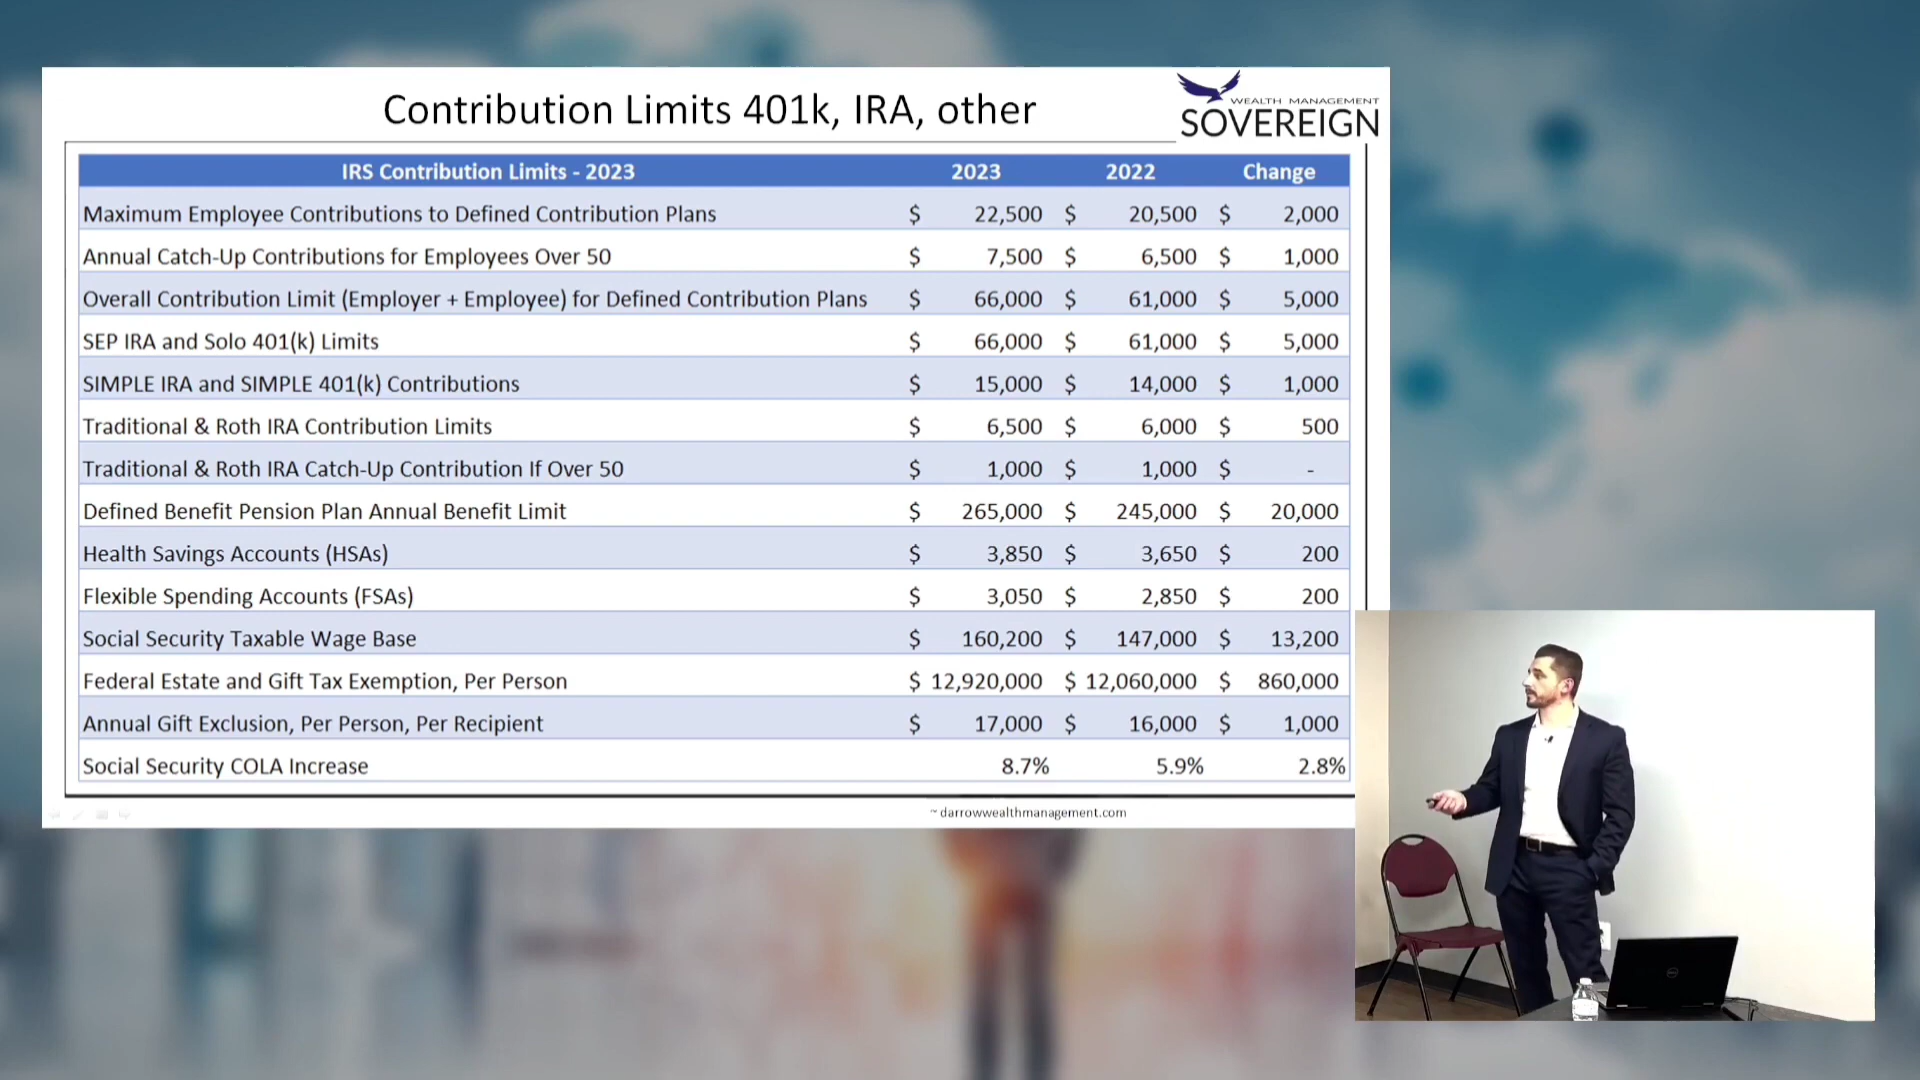 Contribution Limits 401k, IRA, other
WEALTH MANAGEMENT
SOVEREIGN
IRS Contribution Limits - 2023 2023 2022 Change
Maximum Employee Contributions to Defined Contribution Plans $ 22,500 $ 20,500 $ 2,000
Annual Catch-Up Contributions for Employees Over 50 $ 7,500 $ 6,500 $ 1,000
Overall Contribution Limit (Employer + Employee) for Defined Contribution Plans $ 66,000 $ 61,000 $ 5,000
SEP IRA and Solo 401(k) Limits $ 66,000 $ 61,000 $ 5,000
SIMPLE IRA and SIMPLE 401(k) Contributions $ 15,000 $ 14,000 $ 1,000
Traditional & Roth IRA Contribution Limits $ 6,500 $ 6,000 $ 500
Traditional & Roth IRA Catch-Up Contribution If Over 50 $ 1,000 $ 1,000 $ -
Defined Benefit Pension Plan Annual Benefit Limit $ 265,000 $ 245,000 $ 20,000
Health Savings Accounts (HSAs) $ 3,850 $ 3,650 $ 200
Flexible Spending Accounts (FSAs) $ 3,050 $ 2,850 $ 200
Social Security Taxable Wage Base $ 160,200 $ 147,000 $ 13,200
Federal Estate and Gift Tax Exemption, Per Person $ 12,920,000 $ 12,060,000 $ 860,000
Annual Gift Exclusion, Per Person, Per Recipient $ 17,000 $ 16,000 $ 1,000
Social Security COLA Increase 8.7% 5.9% 2.8%
~ darrowwealthmanagement.com
DELL